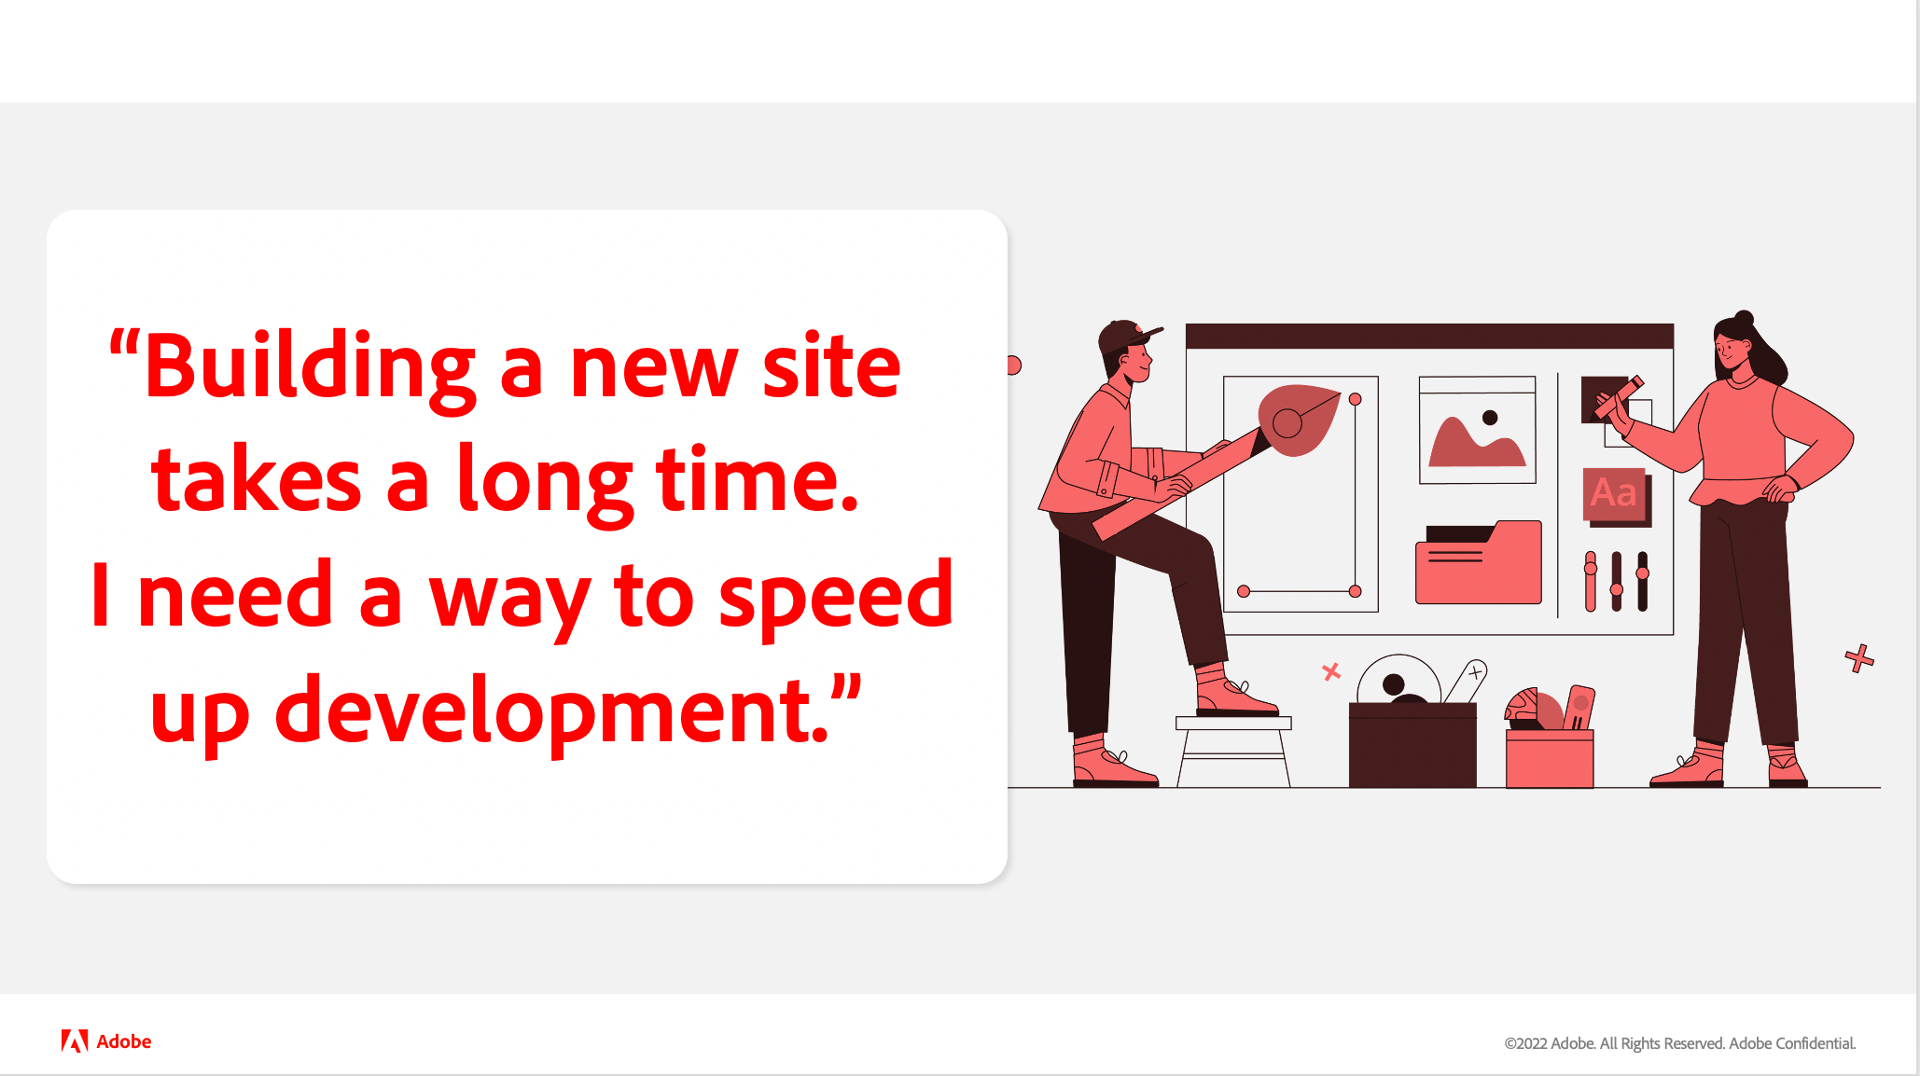 “Building a new site
takes a long time.
I need a way to speed
up development.”
Aa
Adobe
©2022 Adobe. All Rights Reserved. Adobe Confidential.